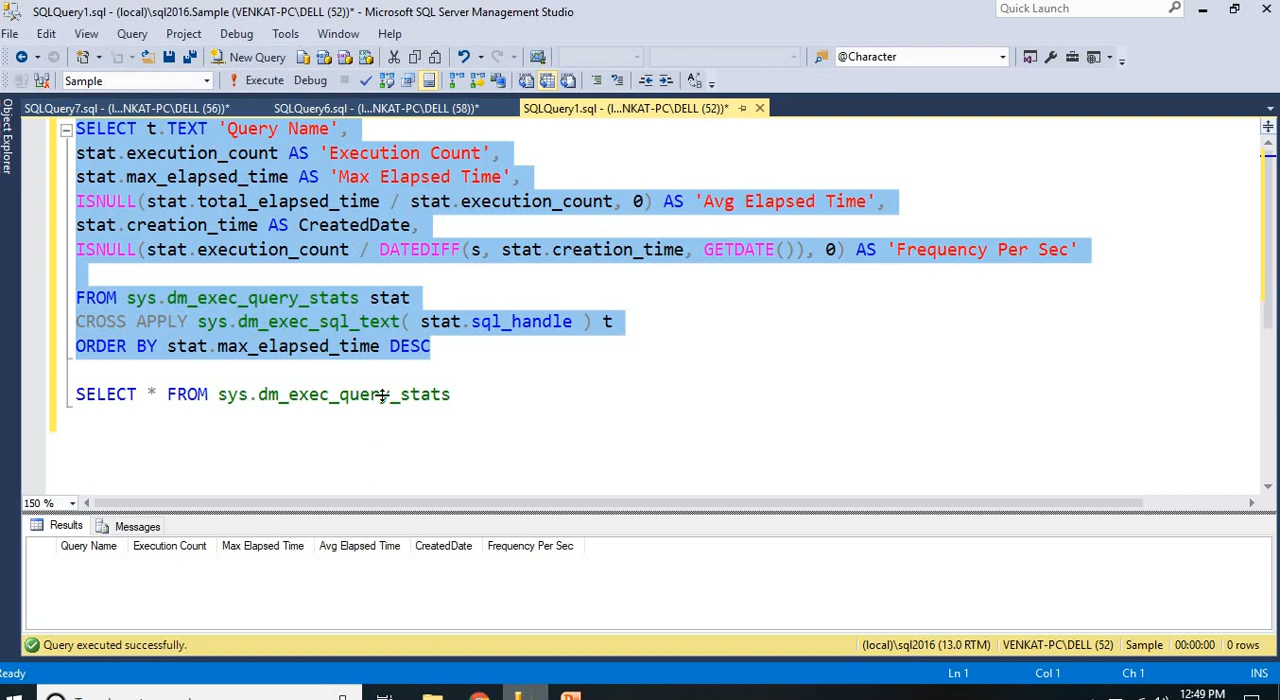 SQLQuery1.sql - (local)\sql2016.Sample (VENKAT-PC\DELL (52))* - Microsoft SQL Server Management Studio
Quick Launch
File Edit View Query Project Debug Tools Window Help
New Query
@Character
Sample
Execute Debug
Object Explorer
SQLQuery7.sql - (l...NKAT-PC\DELL (56))*
SQLQuery6.sql - (l...NKAT-PC\DELL (58))*
SQLQuery1.sql - (l...NKAT-PC\DELL (52))*
SELECT t.TEXT 'Query Name',
stat.execution_count AS 'Execution Count',
stat.max_elapsed_time AS 'Max Elapsed Time',
ISNULL(stat.total_elapsed_time / stat.execution_count, 0) AS 'Avg Elapsed Time',
stat.creation_time AS CreatedDate,
ISNULL(stat.execution_count / DATEDIFF(s, stat.creation_time, GETDATE()), 0) AS 'Frequency Per Sec'
FROM sys.dm_exec_query_stats stat
CROSS APPLY sys.dm_exec_sql_text( stat.sql_handle ) t
ORDER BY stat.max_elapsed_time DESC
SELECT * FROM sys.dm_exec_query_stats
150 %
Results Messages
Query Name Execution Count Max Elapsed Time Avg Elapsed Time CreatedDate Frequency Per Sec
Query executed successfully.
(local)\sql2016 (13.0 RTM) VENKAT-PC\DELL (52) Sample 00:00:00 0 rows
Ready Ln 1 Col 1 Ch 1 INS
12:49 PM